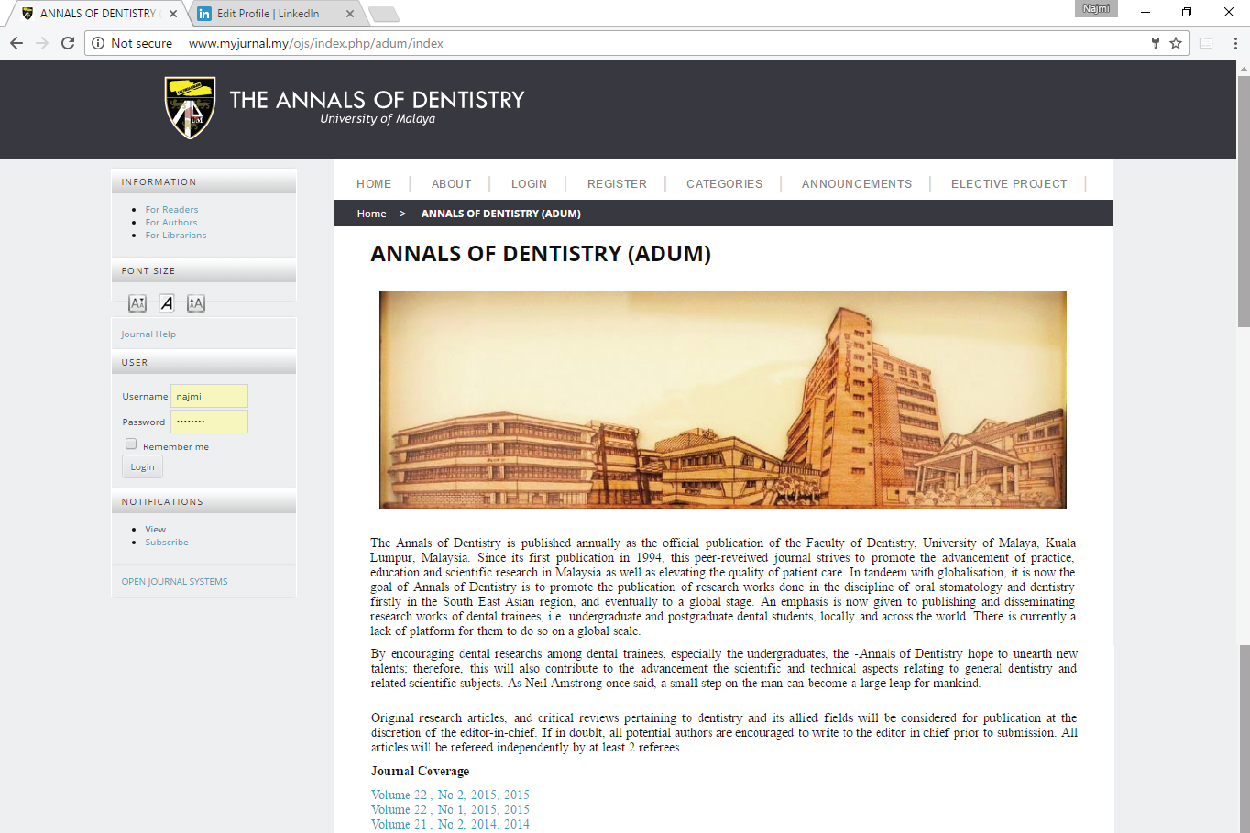 ANNALS OF DENTISTRY (
Edit Profile | LinkedIn
Najmi
Not secure
www.myjurnal.my/ojs/index.php/adum/index
THE ANNALS OF DENTISTRY
University of Malaya
INFORMATION
For Readers
For Authors
For Librarians
FONT SIZE
Journal Help
USER
Username najmi
Password ········
Remember me
Login
NOTIFICATIONS
View
Subscribe
OPEN JOURNAL SYSTEMS
HOME ABOUT LOGIN REGISTER CATEGORIES ANNOUNCEMENTS ELECTIVE PROJECT
Home > ANNALS OF DENTISTRY (ADUM)
ANNALS OF DENTISTRY (ADUM)
The Annals of Dentistry is published annually as the official publication of the Faculty of Dentistry, University of Malaya, Kuala
Lumpur, Malaysia. Since its first publication in 1994, this peer-reveiwed journal strives to promote the advancement of practice,
education and scientific research in Malaysia as well as elevating the quality of patient care. In tandeem with globalisation, it is now the
goal of Annals of Dentistry is to promote the publication of research works done in the discipline of oral stomatology and dentistry
firstly in the South East Asian region, and eventually to a global stage. An emphasis is now given to publishing and disseminating
research works of dental trainees, i.e. undergraduate and postgraduate dental students, locally and across the world. There is currently a
lack of platform for them to do so on a global scale.
By encouraging dental researchs among dental trainees, especially the undergraduates, the -Annals of Dentistry hope to unearth new
talents; therefore, this will also contribute to the advancement the scientific and technical aspects relating to general dentistry and
related scientific subjects. As Neil Amstrong once said, a small step on the man can become a large leap for mankind.
Original research articles, and critical reviews pertaining to dentistry and its allied fields will be considered for publication at the
discretion of the editor-in-chief. If in doublt, all potential authors are encouraged to write to the editor in chief prior to submission. All
articles will be refereed independently by at least 2 referees
Journal Coverage
Volume 22 , No 2, 2015, 2015
Volume 22 , No 1, 2015, 2015
Volume 21 , No 2, 2014, 2014